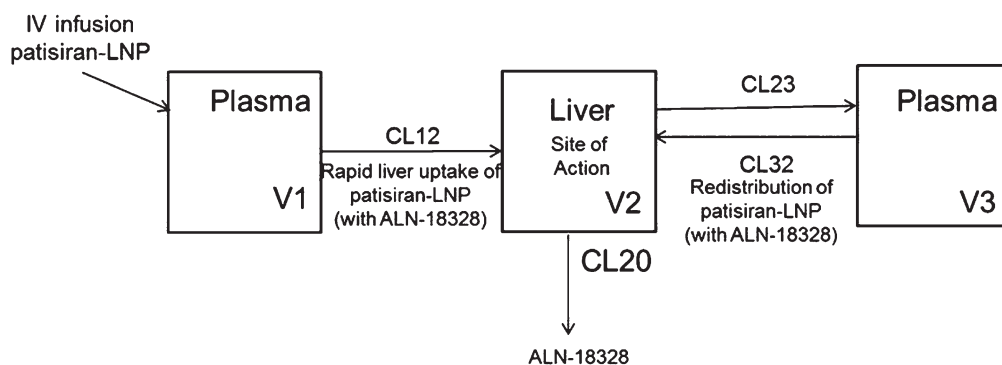 IV infusion
patisiran-LNP
Plasma
V1
CL12
Rapid liver uptake of
patisiran-LNP
(with ALN-18328)
Liver
Site of
Action
V2
CL20
ALN-18328
CL23
CL32
Redistribution of
patisiran-LNP
(with ALN-18328)
Plasma
V3